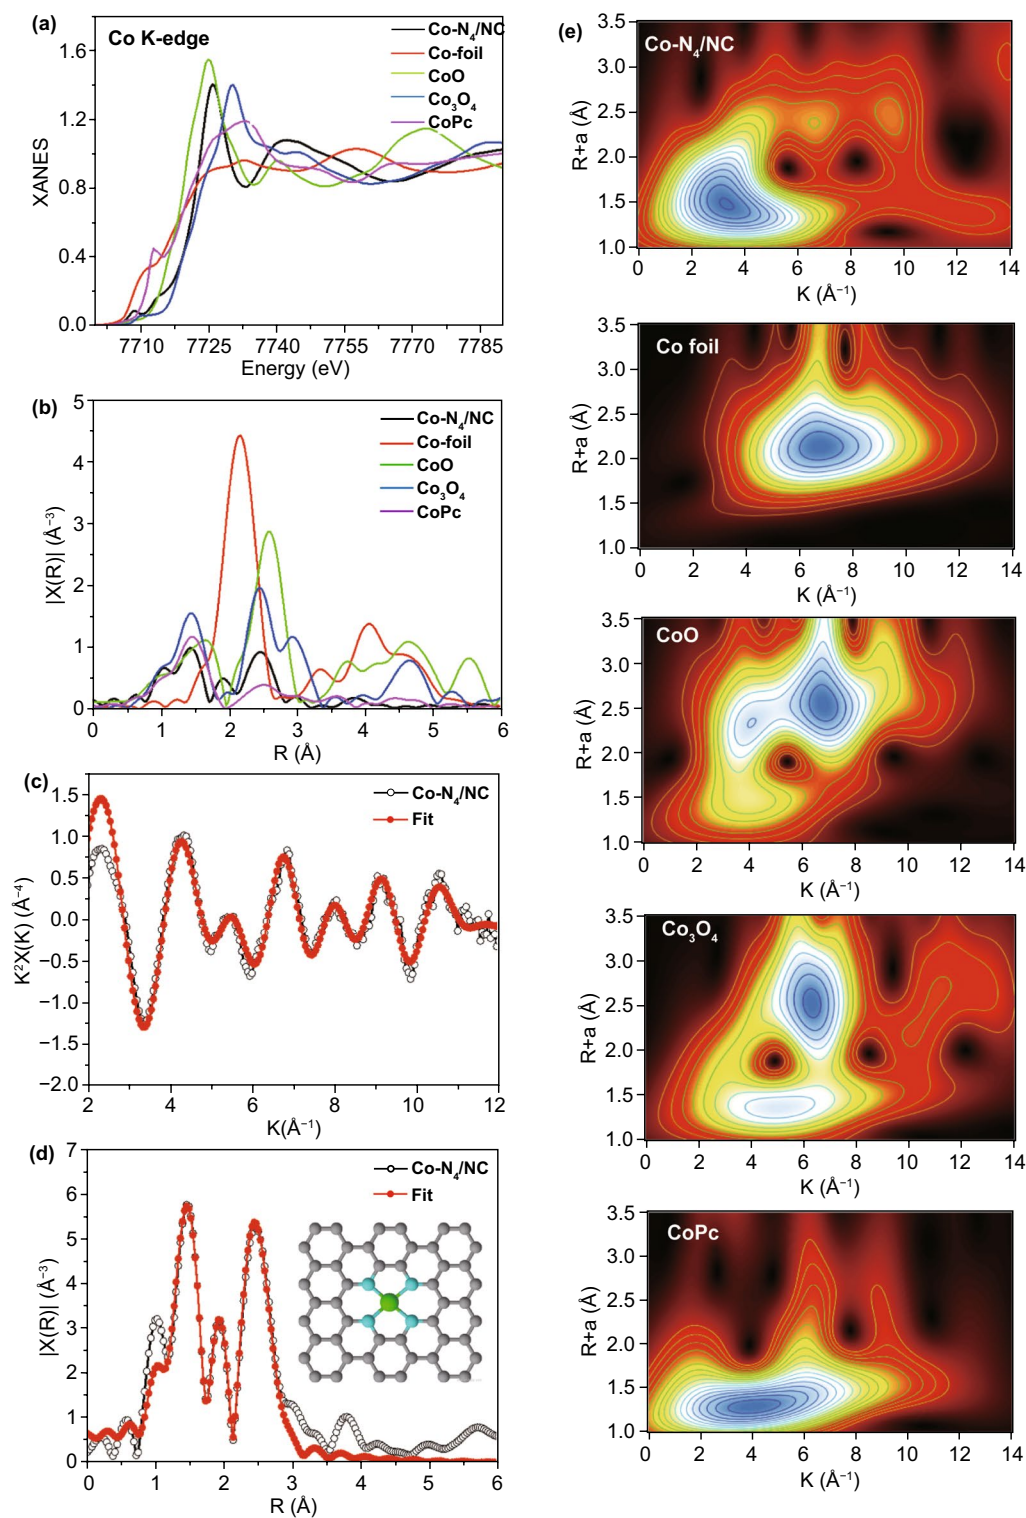 (a)
Co K-edge
Co-N₄/NC
Co-foil
CoO
Co₃O₄
CoPc
XANES
1.6
1.2
0.8
0.4
0.0
7710 7725 7740 7755 7770 7785
Energy (eV)
(b)
Co-N₄/NC
Co-foil
CoO
Co₃O₄
CoPc
|X(R)| (Å⁻³)
5
4
3
2
1
0
0 1 2 3 4 5 6
R (Å)
(c)
Co-N₄/NC
Fit
K²X(K) (Å⁻⁴)
1.5
1.0
0.5
0.0
−0.5
−1.0
−1.5
−2.0
2 4 6 8 10 12
K(Å⁻¹)
(d)
Co-N₄/NC
Fit
|X(R)| (Å⁻³)
7
6
5
4
3
2
1
0
0 1 2 3 4 5 6
R (Å)
(e)
Co-N₄/NC
R+a (Å)
3.5
3.0
2.5
2.0
1.5
1.0
0 2 4 6 8 10 12 14
K (Å⁻¹)
Co foil
R+a (Å)
3.5
3.0
2.5
2.0
1.5
1.0
0 2 4 6 8 10 12 14
K (Å⁻¹)
CoO
R+a (Å)
3.5
3.0
2.5
2.0
1.5
1.0
0 2 4 6 8 10 12 14
K (Å⁻¹)
Co₃O₄
R+a (Å)
3.5
3.0
2.5
2.0
1.5
1.0
0 2 4 6 8 10 12 14
K (Å⁻¹)
CoPc
R+a (Å)
3.5
3.0
2.5
2.0
1.5
1.0
0 2 4 6 8 10 12 14
K (Å⁻¹)